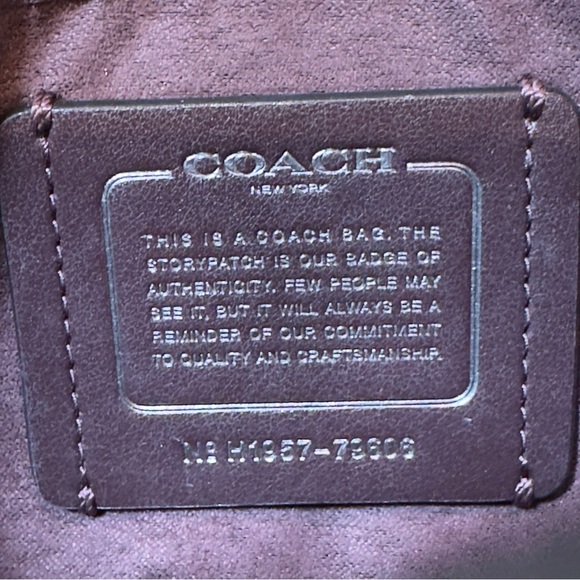 COACH
NEW YORK
THIS IS A COACH BAG. THE
STORYPATCH IS OUR BADGE OF
AUTHENTICITY. FEW PEOPLE MAY
SEE IT, BUT IT WILL ALWAYS BE A
REMINDER OF OUR COMMITMENT
TO QUALITY AND CRAFTSMANSHIP.
Nº H1957-79606